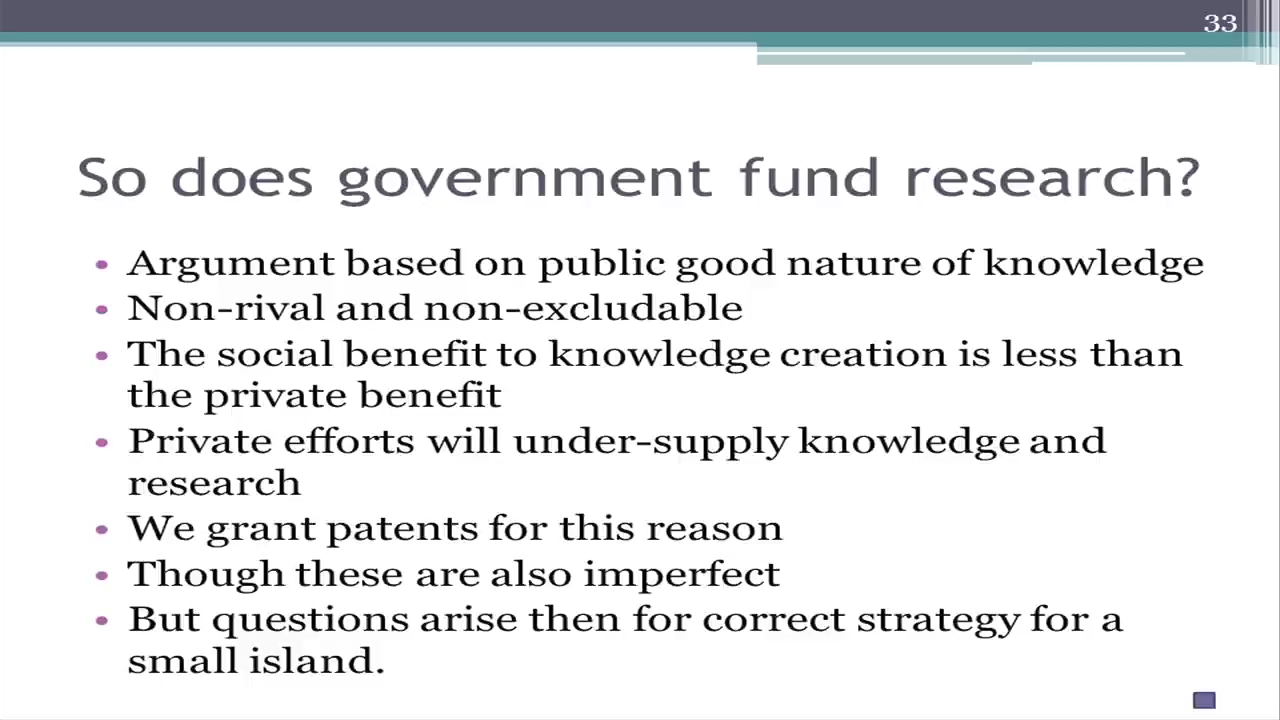 33
So does government fund research?
• Argument based on public good nature of knowledge
• Non-rival and non-excludable
• The social benefit to knowledge creation is less than
the private benefit
• Private efforts will under-supply knowledge and
research
• We grant patents for this reason
• Though these are also imperfect
• But questions arise then for correct strategy for a
small island.